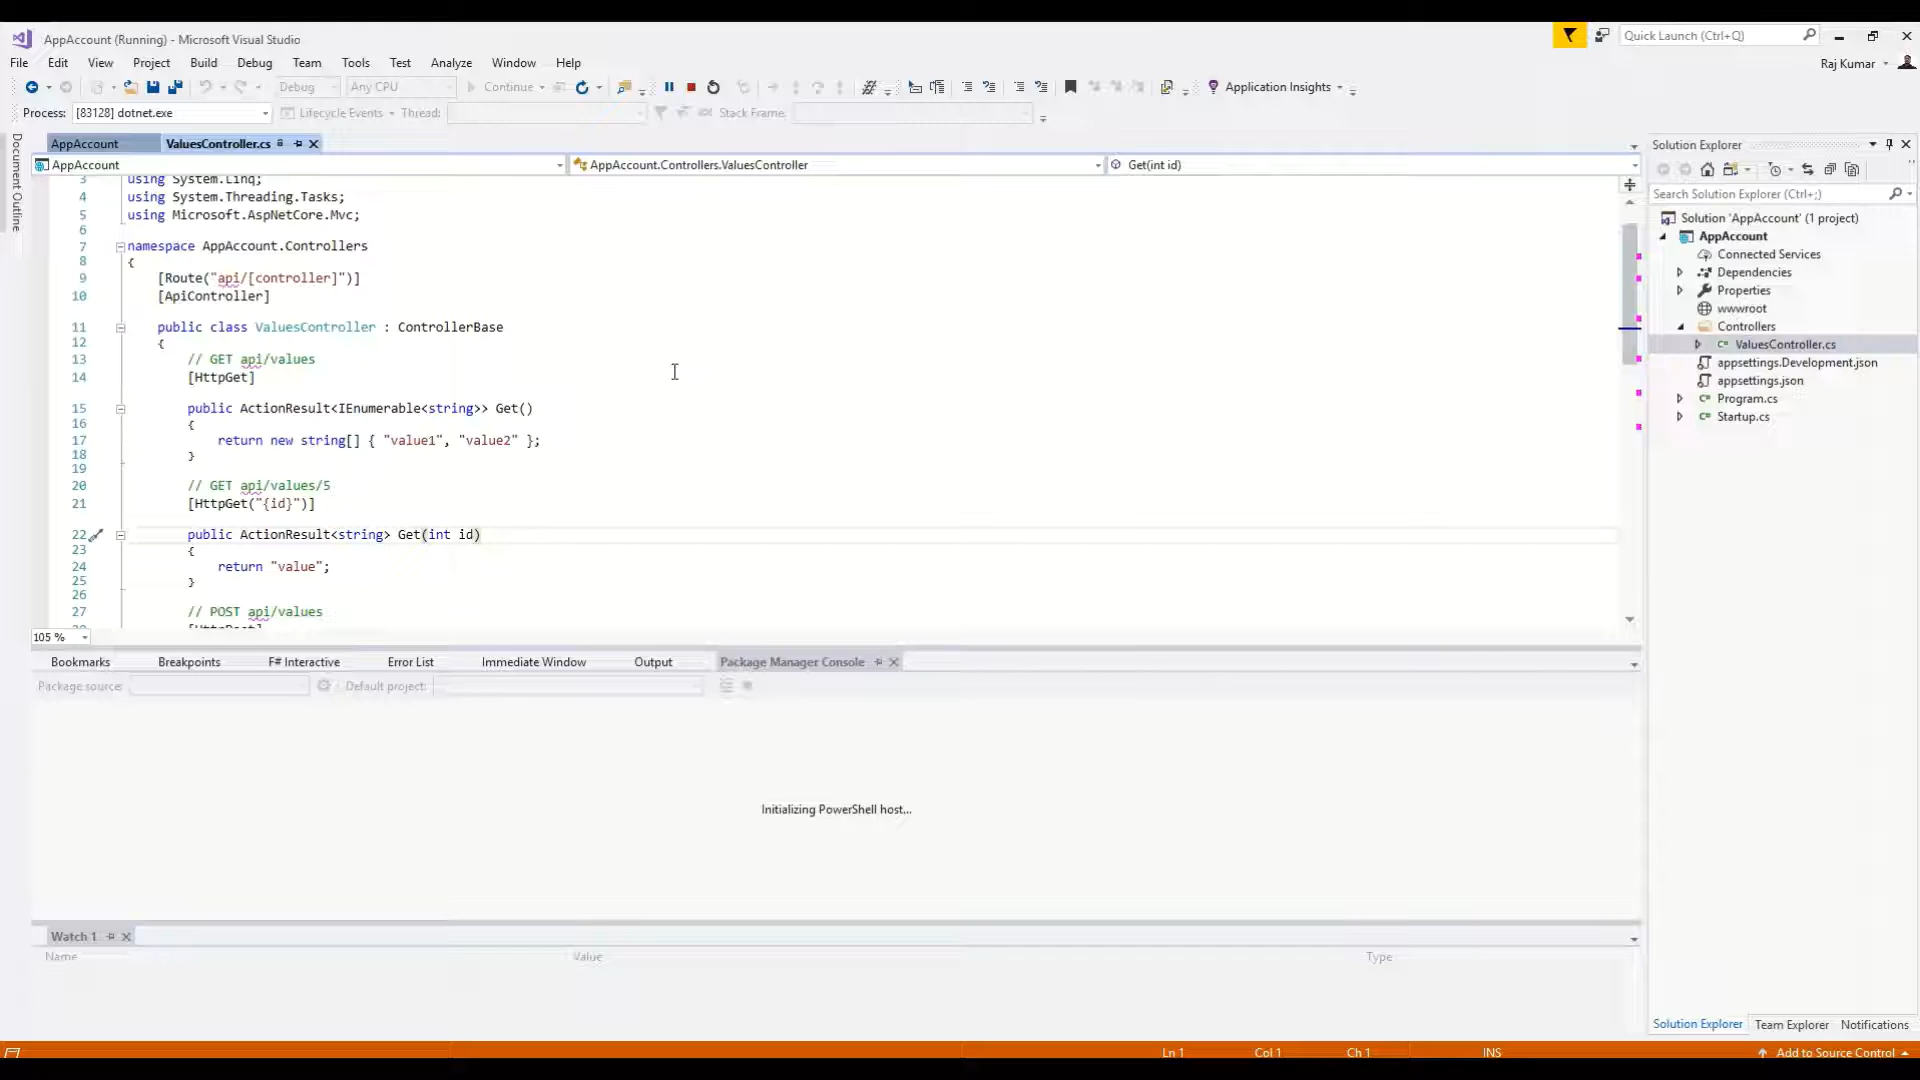 AppAccount (Running) - Microsoft Visual Studio
Quick Launch (Ctrl+Q)
File Edit View Project Build Debug Team Tools Test Analyze Window Help
Raj Kumar
Debug Any CPU Continue Application Insights
Process: [83128] dotnet.exe Lifecycle Events Thread: Stack Frame:
Document Outline
AppAccount ValuesController.cs
AppAccount AppAccount.Controllers.ValuesController Get(int id)
3 using System.Linq;
4 using System.Threading.Tasks;
5 using Microsoft.AspNetCore.Mvc;
6
7 namespace AppAccount.Controllers
8 {
9 [Route("api/[controller]")]
10 [ApiController]
11 public class ValuesController : ControllerBase
12 {
13 // GET api/values
14 [HttpGet]
15 public ActionResult<IEnumerable<string>> Get()
16 {
17 return new string[] { "value1", "value2" };
18 }
19
20 // GET api/values/5
21 [HttpGet("{id}")]
22 public ActionResult<string> Get(int id)
23 {
24 return "value";
25 }
26
27 // POST api/values
105 %
Bookmarks Breakpoints F# Interactive Error List Immediate Window Output Package Manager Console
Package source: Default project:
Initializing PowerShell host...
Watch 1
Name Value Type
Solution Explorer
Search Solution Explorer (Ctrl+;)
Solution 'AppAccount' (1 project)
AppAccount
Connected Services
Dependencies
Properties
wwwroot
Controllers
ValuesController.cs
appsettings.Development.json
appsettings.json
Program.cs
Startup.cs
Solution Explorer Team Explorer Notifications
Ln 1 Col 1 Ch 1 INS Add to Source Control